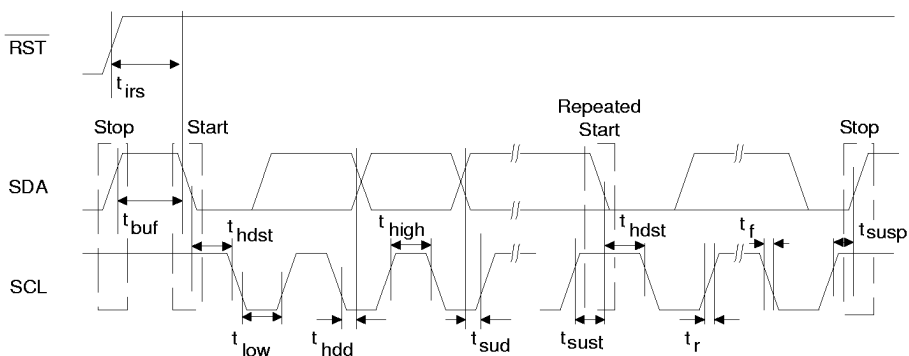 RST
t irs
Repeated
Stop Start Start Stop
SDA
t buf t hdst t high t hdst t f t susp
SCL
t low t hdd t sud t sust t r